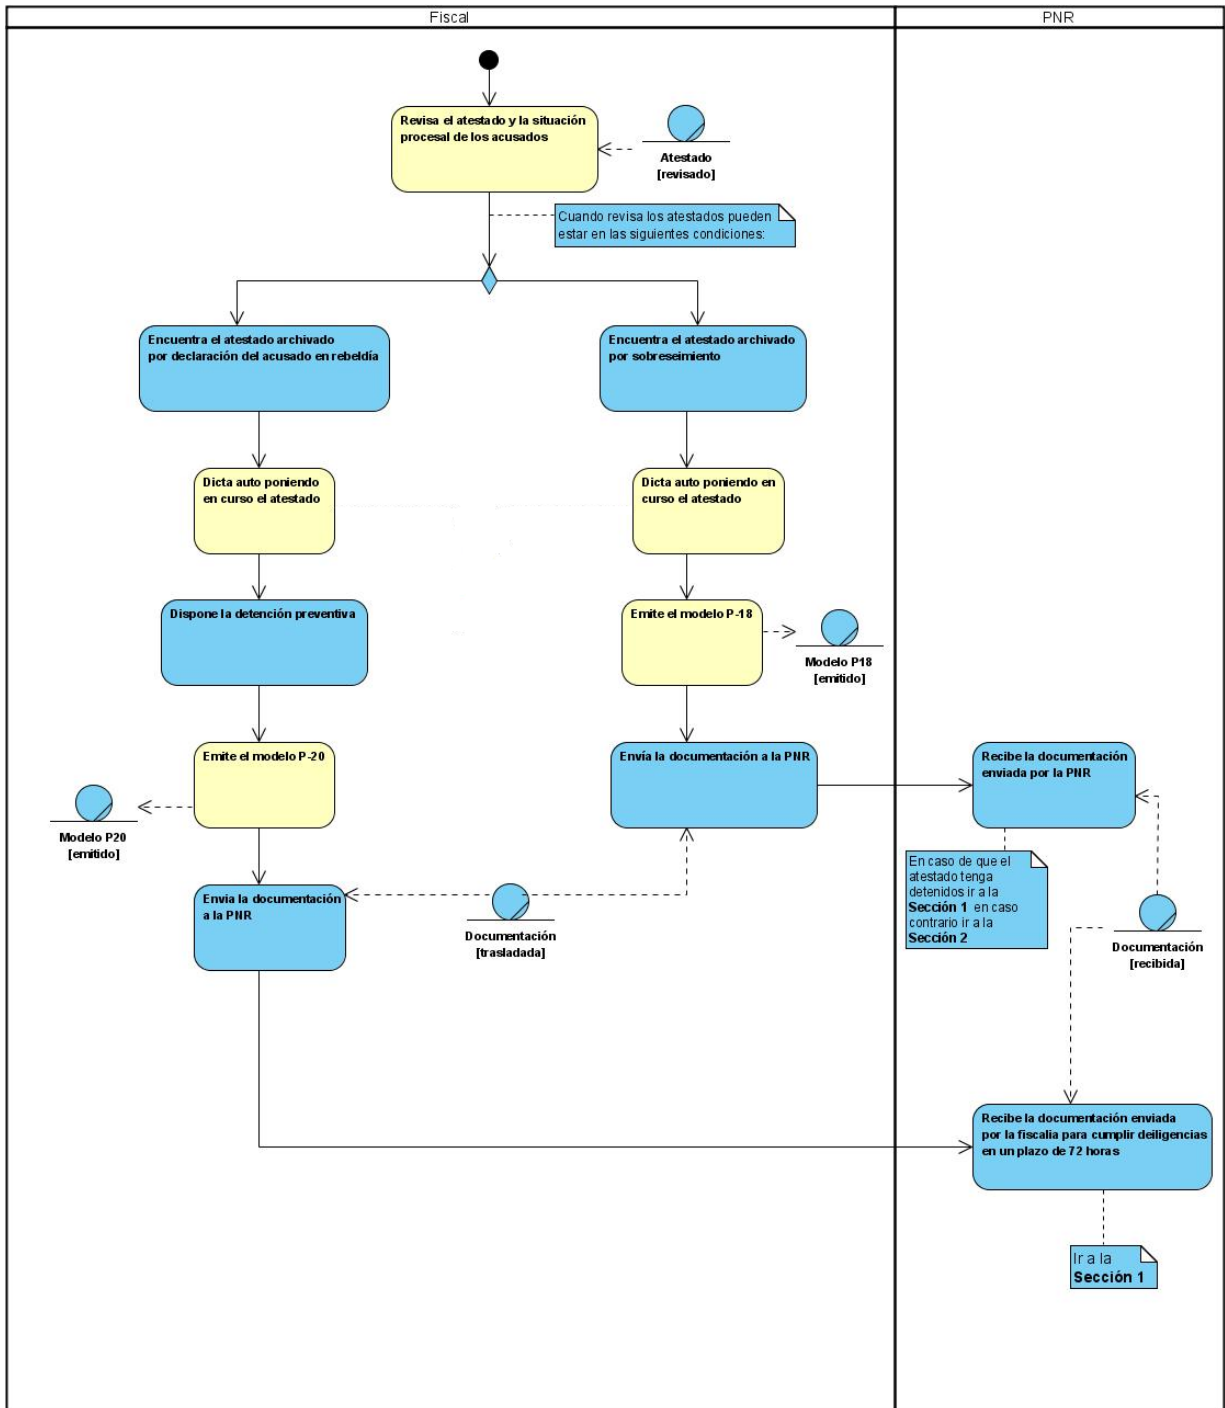 Fiscal
PNR
Revisa el atestado y la situación
procesal de los acusados
Atestado
[revisado]
Cuando revisa los atestados pueden
estar en las siguientes condiciones:
Encuentra el atestado archivado
por declaración del acusado en rebeldía
Encuentra el atestado archivado
por sobreseimiento
Dicta auto poniendo
en curso el atestado
Dicta auto poniendo en
curso el atestado
Dispone la detención preventiva
Emite el modelo P-18
Modelo P18
[emitido]
Emite el modelo P-20
Modelo P20
[emitido]
Envía la documentación a la PNR
Recibe la documentación
enviada por la PNR
En caso de que el
atestado tenga
detenidos ir a la
Sección 1 en caso
contrario ir a la
Sección 2
Envia la documentación
a la PNR
Documentación
[trasladada]
Documentación
[recibida]
Recibe la documentación enviada
por la fiscalia para cumplir deiligencias
en un plazo de 72 horas
Ir a la
Sección 1